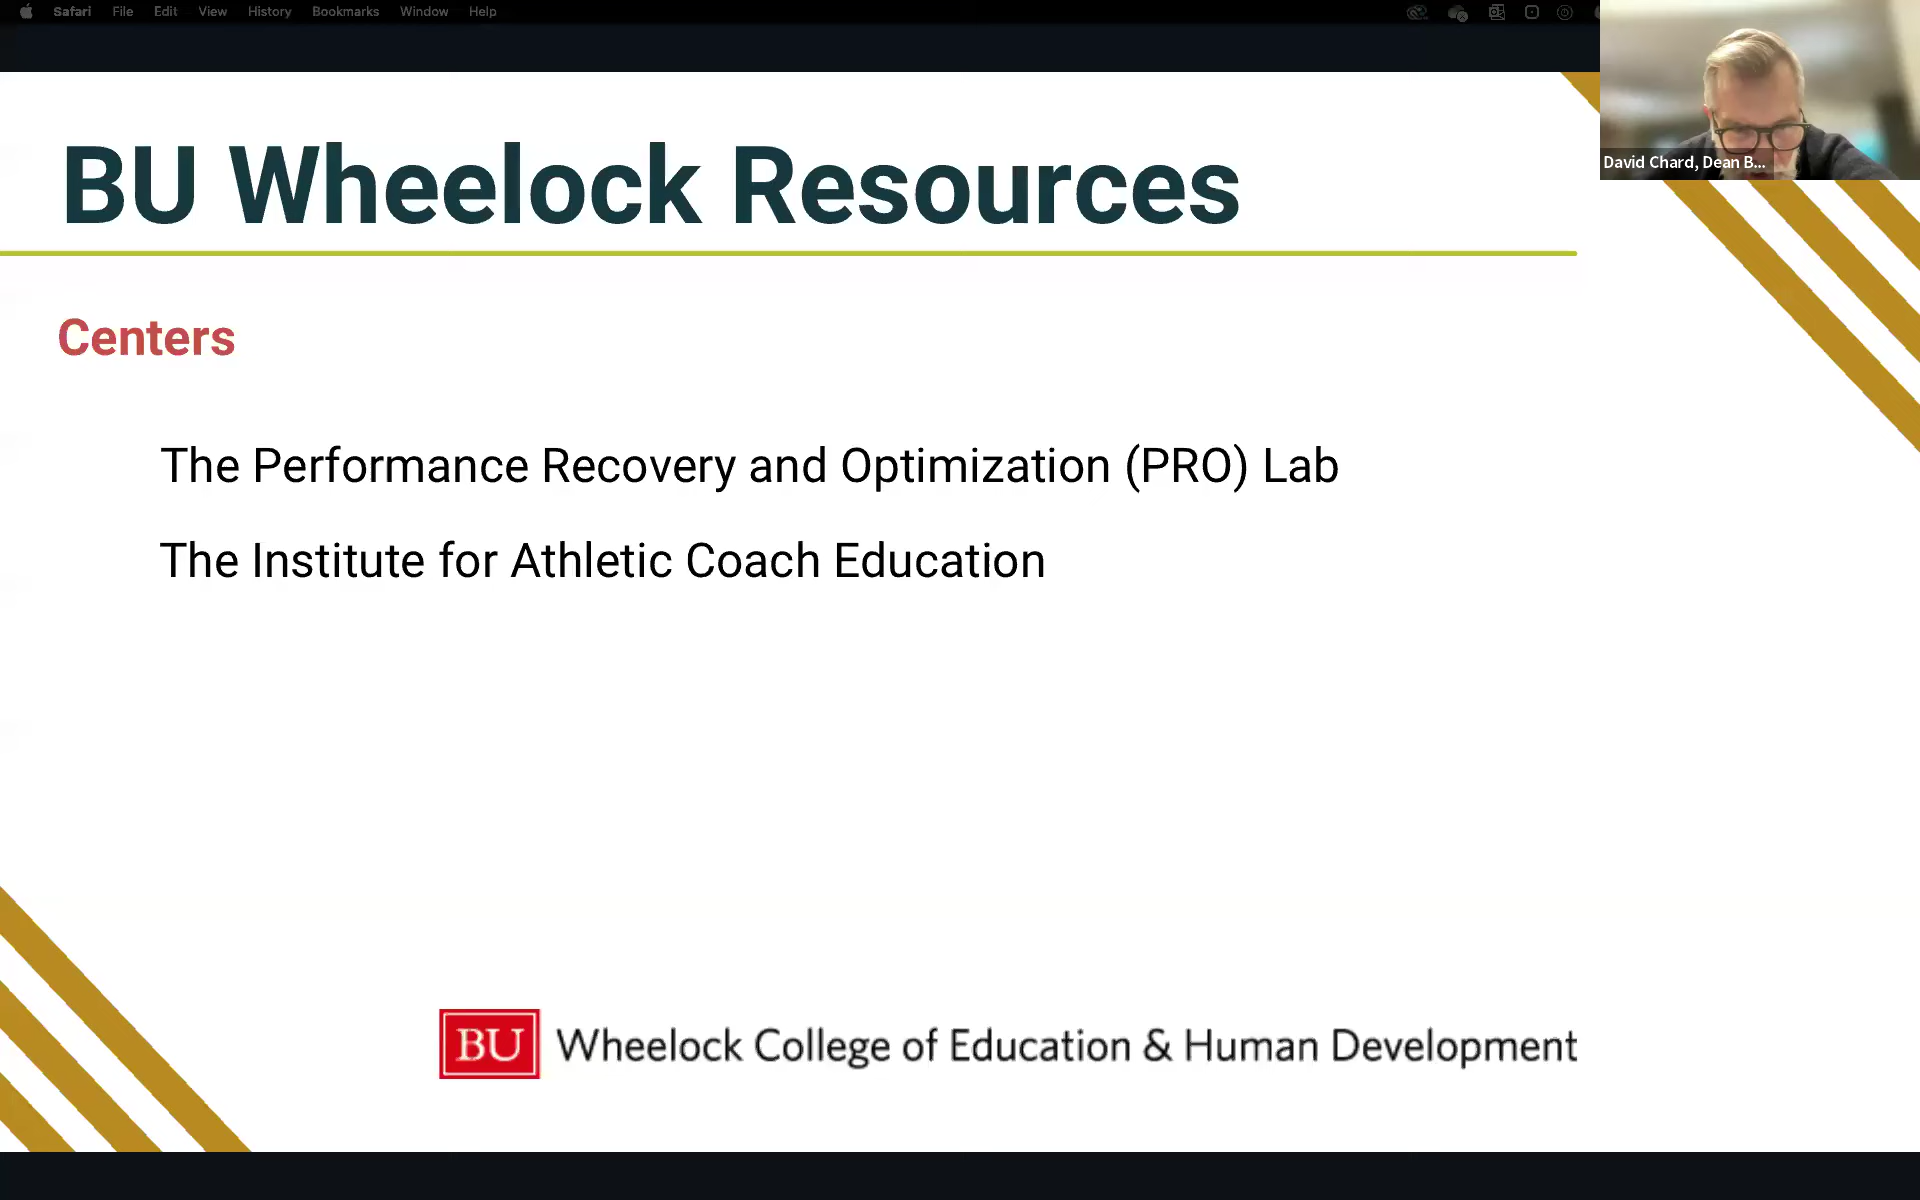 Safari File Edit View History Bookmarks Window Help
David Chard, Dean B...
BU Wheelock Resources
Centers
The Performance Recovery and Optimization (PRO) Lab
The Institute for Athletic Coach Education
BU Wheelock College of Education & Human Development